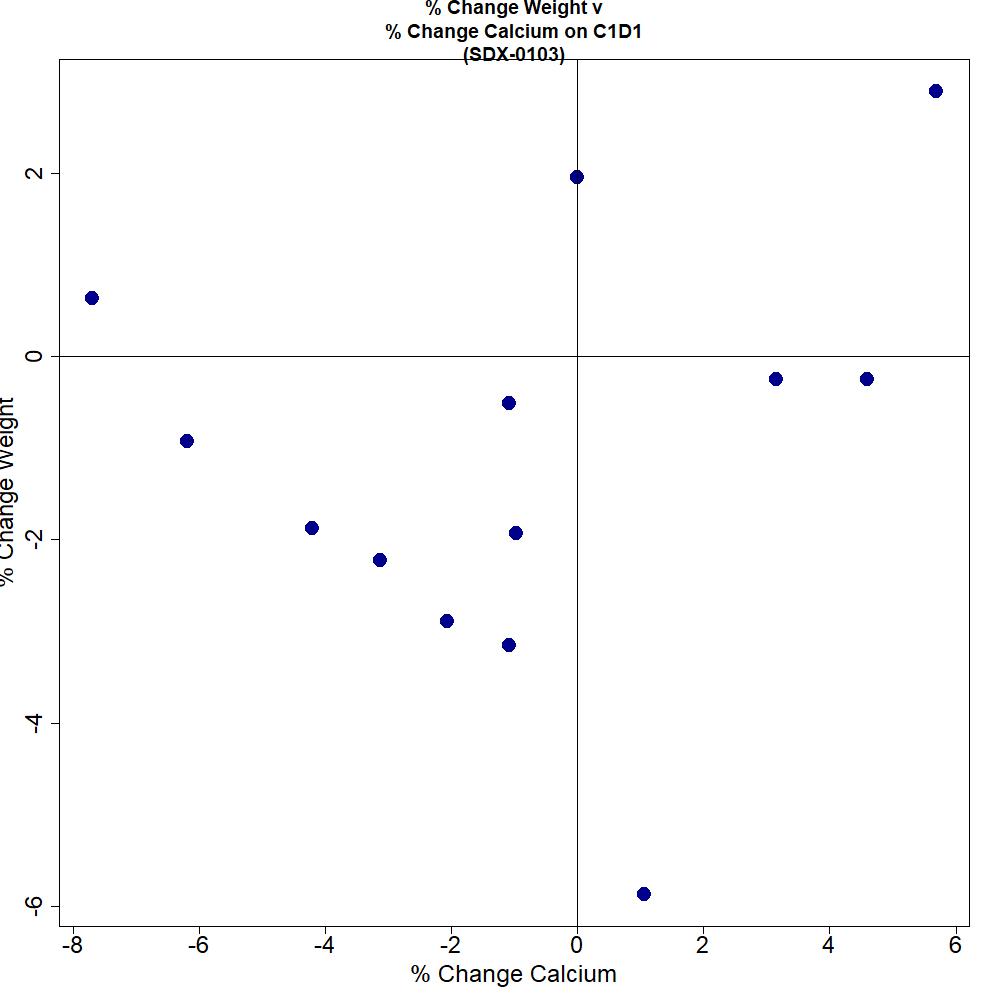 % Change Weight v
% Change Calcium on C1D1
(SDX-0103)
% Change Weight
2
0
-2
-4
-6
-8 -6 -4 -2 0 2 4 6
% Change Calcium